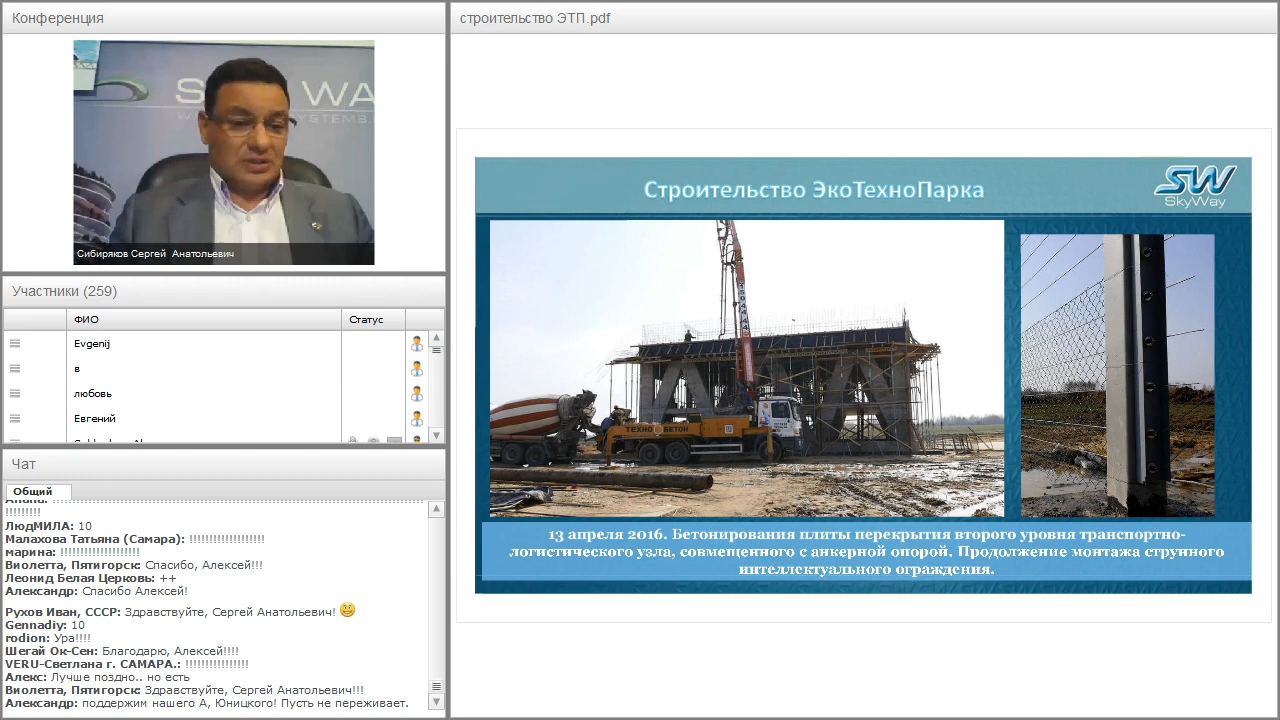 Конференция
S WA
Сибиряков Сергей Анатольевич
Участники (259)
ФИО Статус
Evgenij
в
любовь
Евгений
Чат
Общий
!!!!!!!!!
ЛюдМИЛА: 10
Малахова Татьяна (Самара): !!!!!!!!!!!!!!!!!!!
марина: !!!!!!!!!!!!!!!!!!!!
Виолетта, Пятигорск: Спасибо, Алексей!!!
Леонид Белая Церковь: ++
Александр: Спасибо Алексей!
Рухов Иван, СССР: Здравствуйте, Сергей Анатольевич!
Gennadiy: 10
rodion: Ура!!!!
Шегай Ок-Сен: Благодарю, Алексей!!!!
VERU-Светлана г. САМАРА.: !!!!!!!!!!!!!!!!
Алекс: Лучше поздно.. но есть
Виолетта, Пятигорск: Здравствуйте, Сергей Анатольевич!!!
Александр: поддержим нашего А, Юницкого! Пусть не переживает.
строительство ЭТП.pdf
Строительство ЭкоТехноПарка
SW
SkyWay
ТЕХНО БЕТОН
13 апреля 2016. Бетонирования плиты перекрытия второго уровня транспортно-
логистического узла, совмещенного с анкерной опорой. Продолжение монтажа струнного
интеллектуального ограждения.